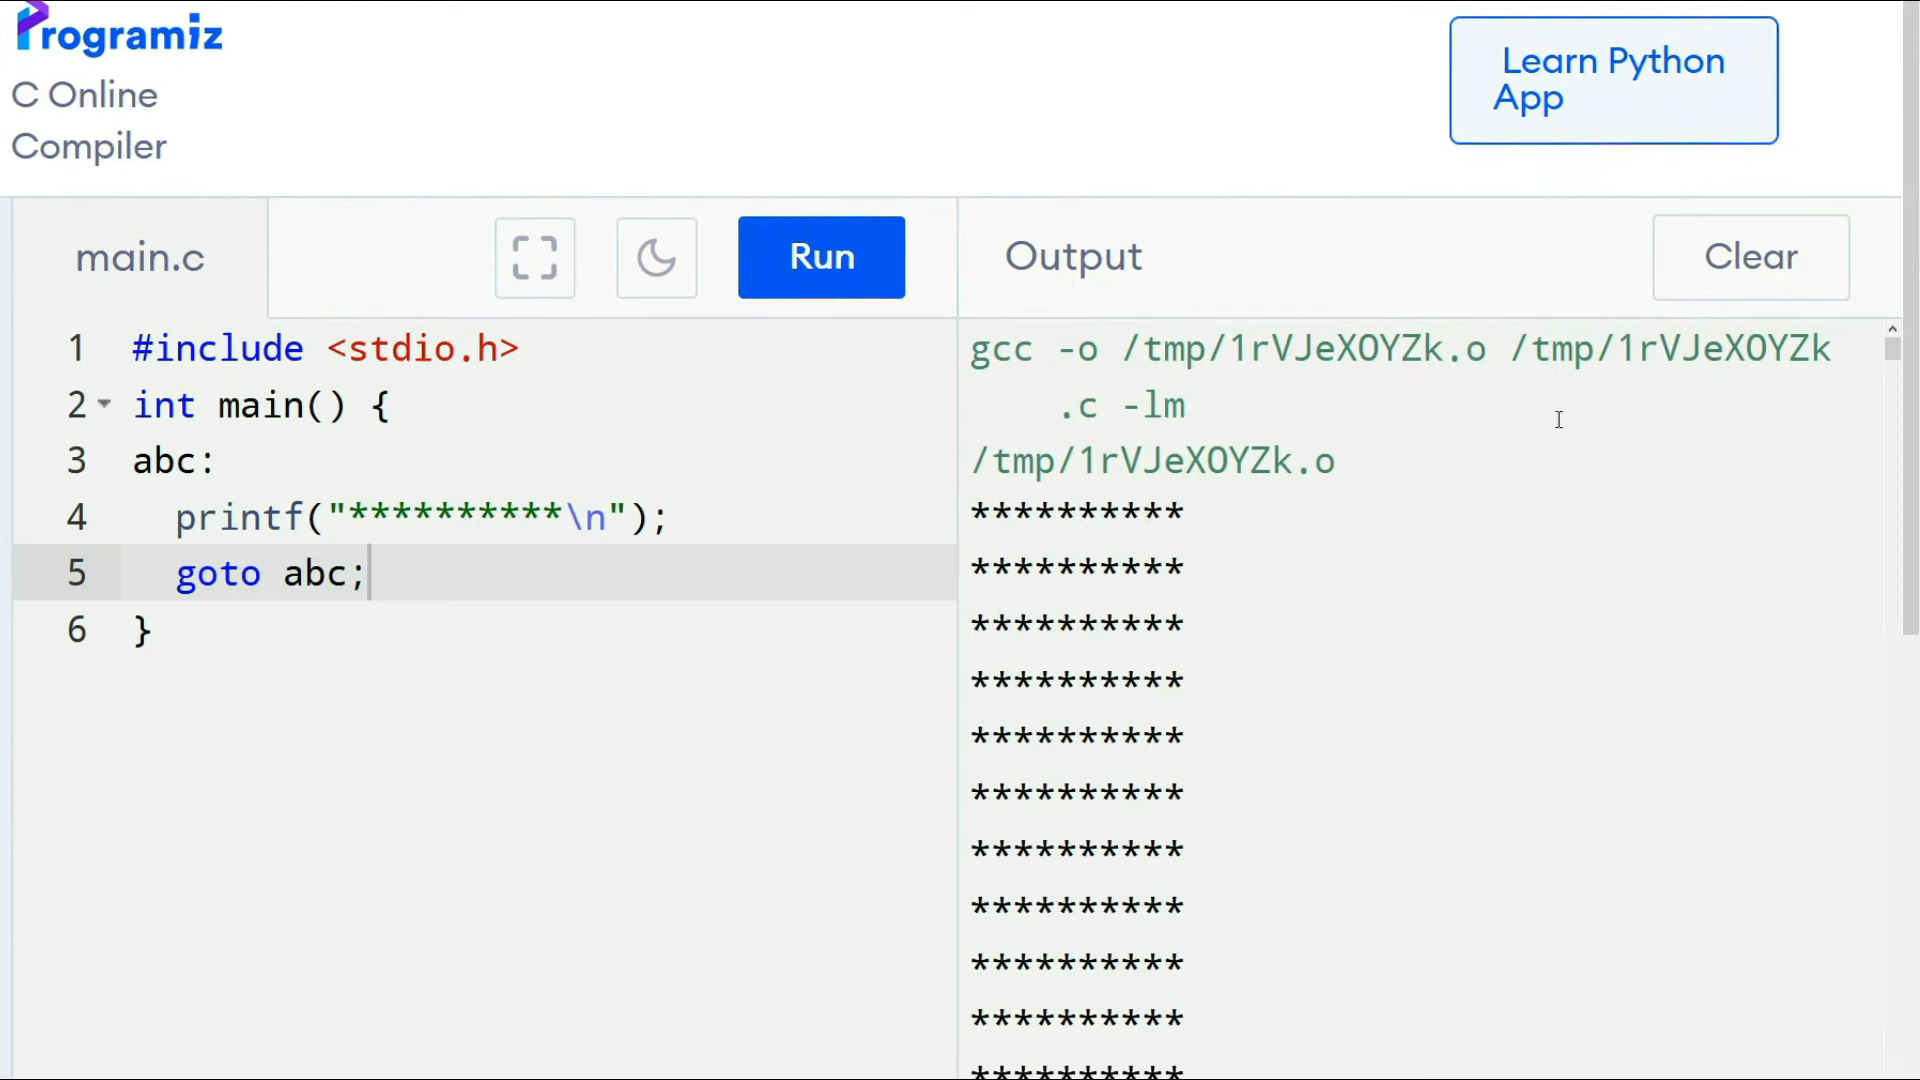 Programiz
C Online
Compiler
Learn Python
App
main.c
Run
Output
Clear
1 #include <stdio.h>
2 int main() {
3 abc:
4 printf("**********\n");
5 goto abc;
6 }
gcc -o /tmp/1rVJeXOYZk.o /tmp/1rVJeXOYZk
.c -lm
/tmp/1rVJeXOYZk.o
**********
**********
**********
**********
**********
**********
**********
**********
**********
**********
**********